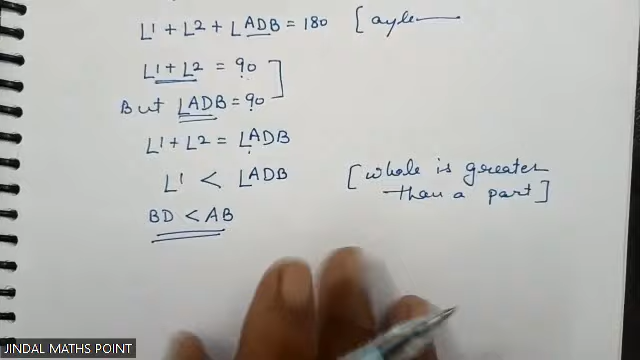 ∠1 + ∠2 + ∠ADB = 180 [
∠1 + ∠2 = 90
But ∠ADB = 90
∠1 + ∠2 = ∠ADB
∠1 < ∠ADB [whole is greater than a part]
BD < AB
JINDAL MATHS POINT